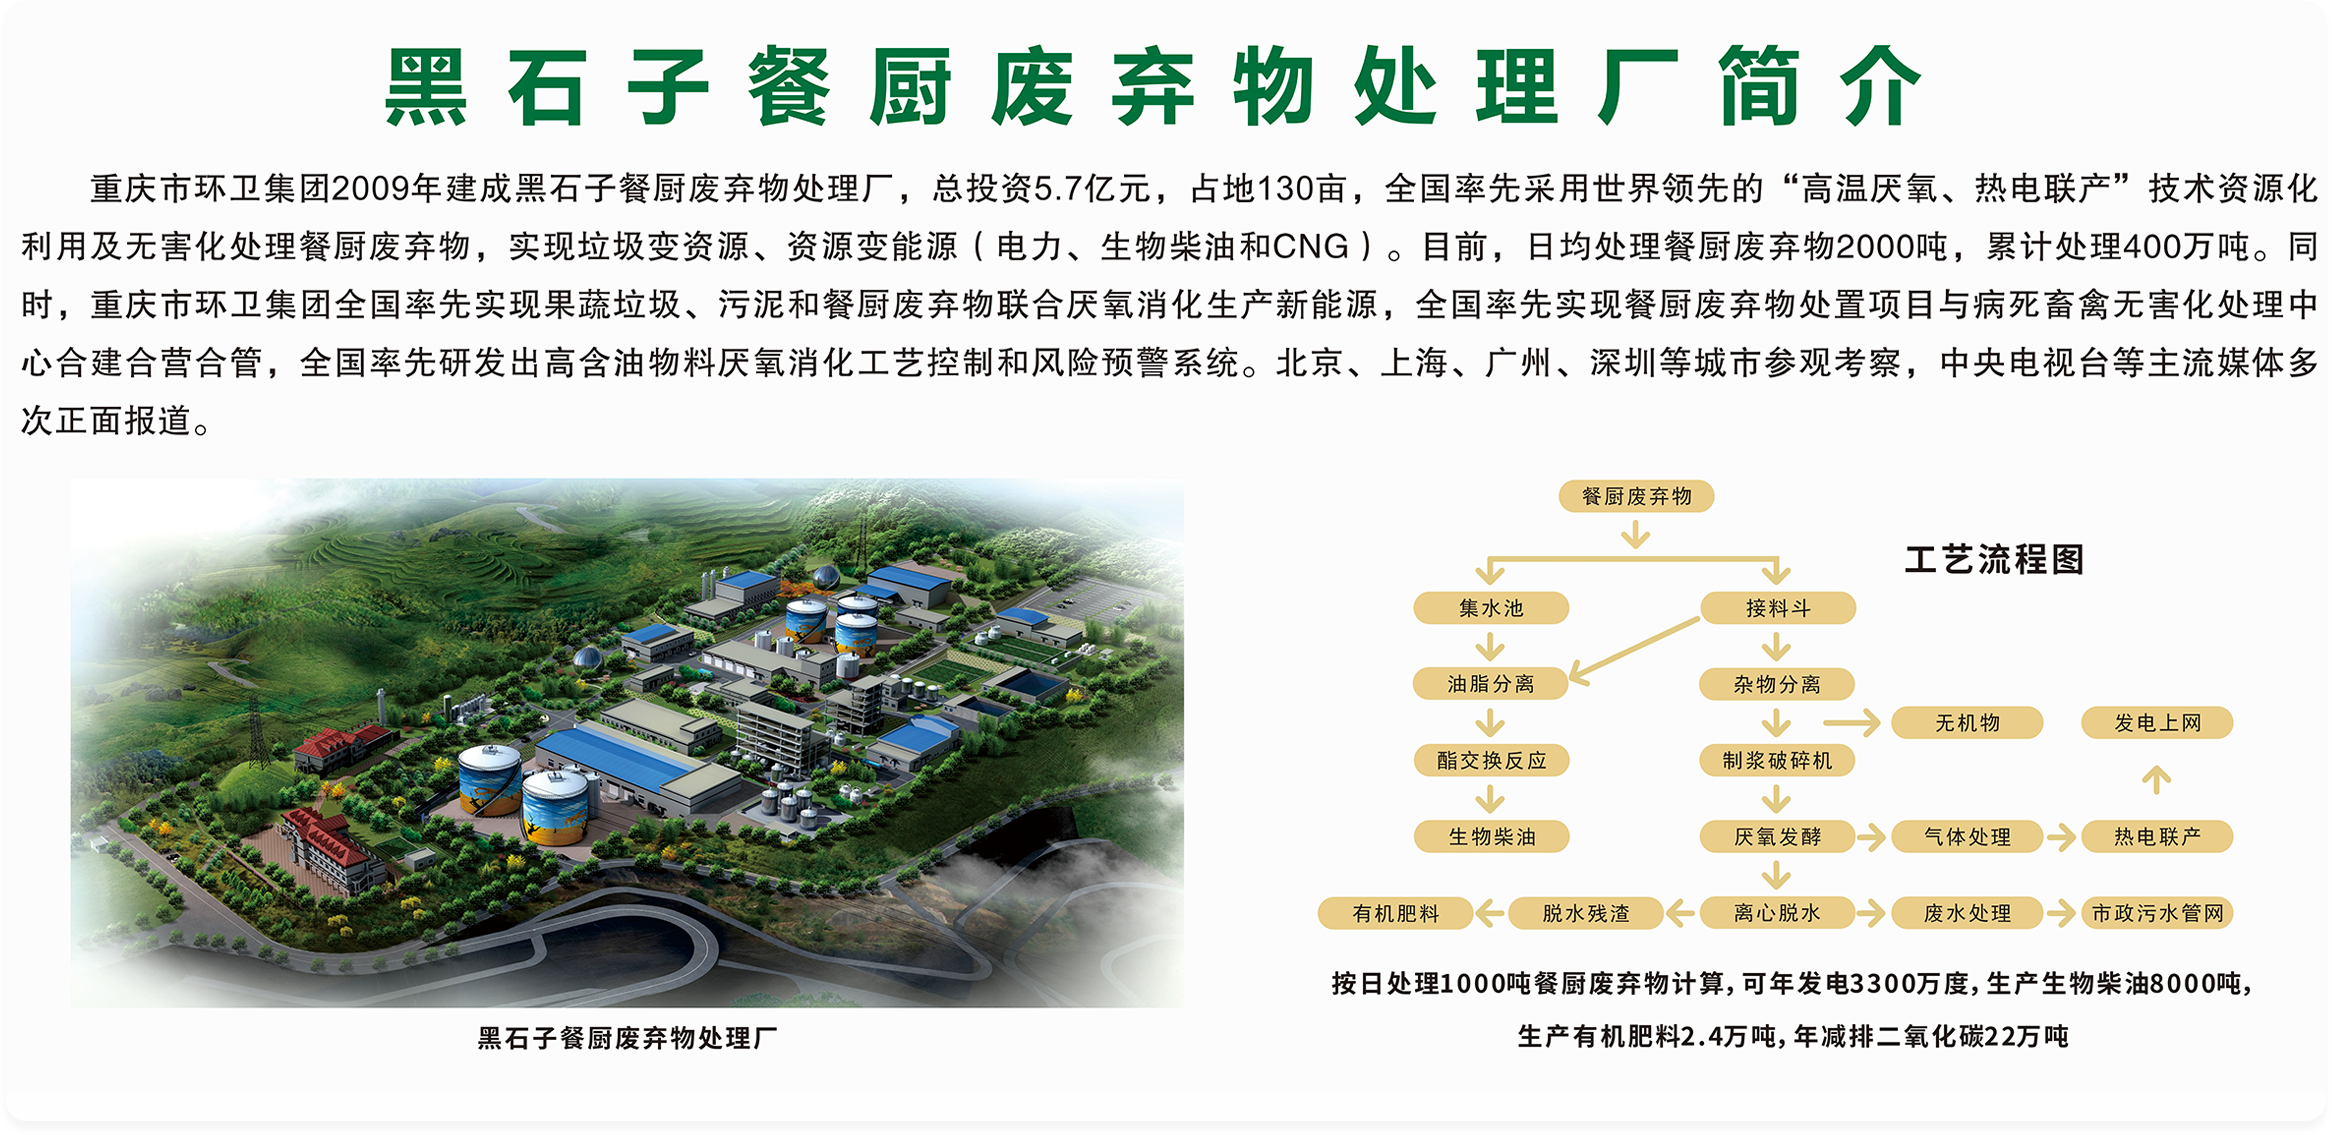 黑石子餐厨废弃物处理厂简介
重庆市环卫集团2009年建成黑石子餐厨废弃物处理厂，总投资5.7亿元，占地130亩，全国率先采用世界领先的“高温厌氧、热电联产”技术资源化
利用及无害化处理餐厨废弃物，实现垃圾变资源、资源变能源（电力、生物柴油和CNG）。目前，日均处理餐厨废弃物2000吨，累计处理400万吨。同
时，重庆市环卫集团全国率先实现果蔬垃圾、污泥和餐厨废弃物联合厌氧消化生产新能源，全国率先实现餐厨废弃物处置项目与病死畜禽无害化处理中
心合建合营合管，全国率先研发出高含油物料厌氧消化工艺控制和风险预警系统。北京、上海、广州、深圳等城市参观考察，中央电视台等主流媒体多
次正面报道。
黑石子餐厨废弃物处理厂
工艺流程图
餐厨废弃物
集水池
接料斗
油脂分离
杂物分离
无机物
发电上网
酯交换反应
制浆破碎机
生物柴油
厌氧发酵
气体处理
热电联产
有机肥料
脱水残渣
离心脱水
废水处理
市政污水管网
按日处理1000吨餐厨废弃物计算，可年发电3300万度，生产生物柴油8000吨，
生产有机肥料2.4万吨，年减排二氧化碳22万吨